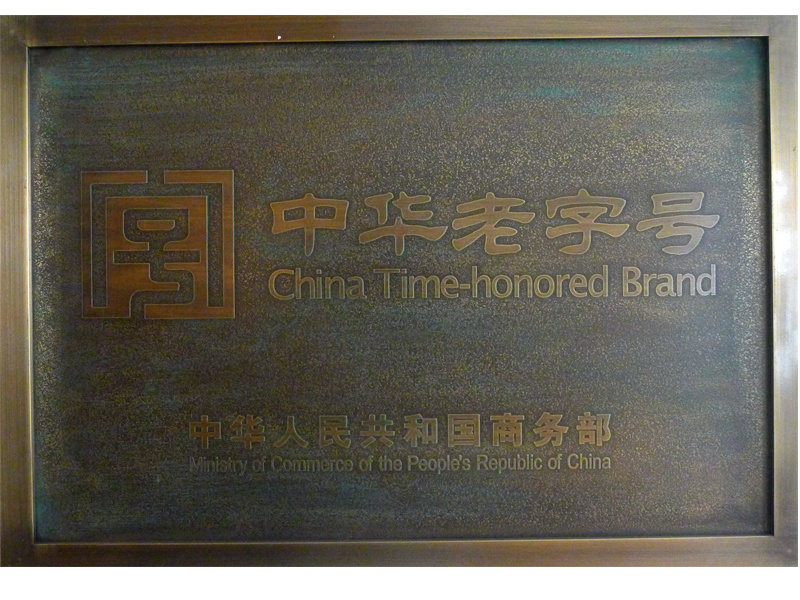 中华老字号
China Time-honored Brand
中华人民共和国商务部
Ministry of Commerce of the People's Republic of China